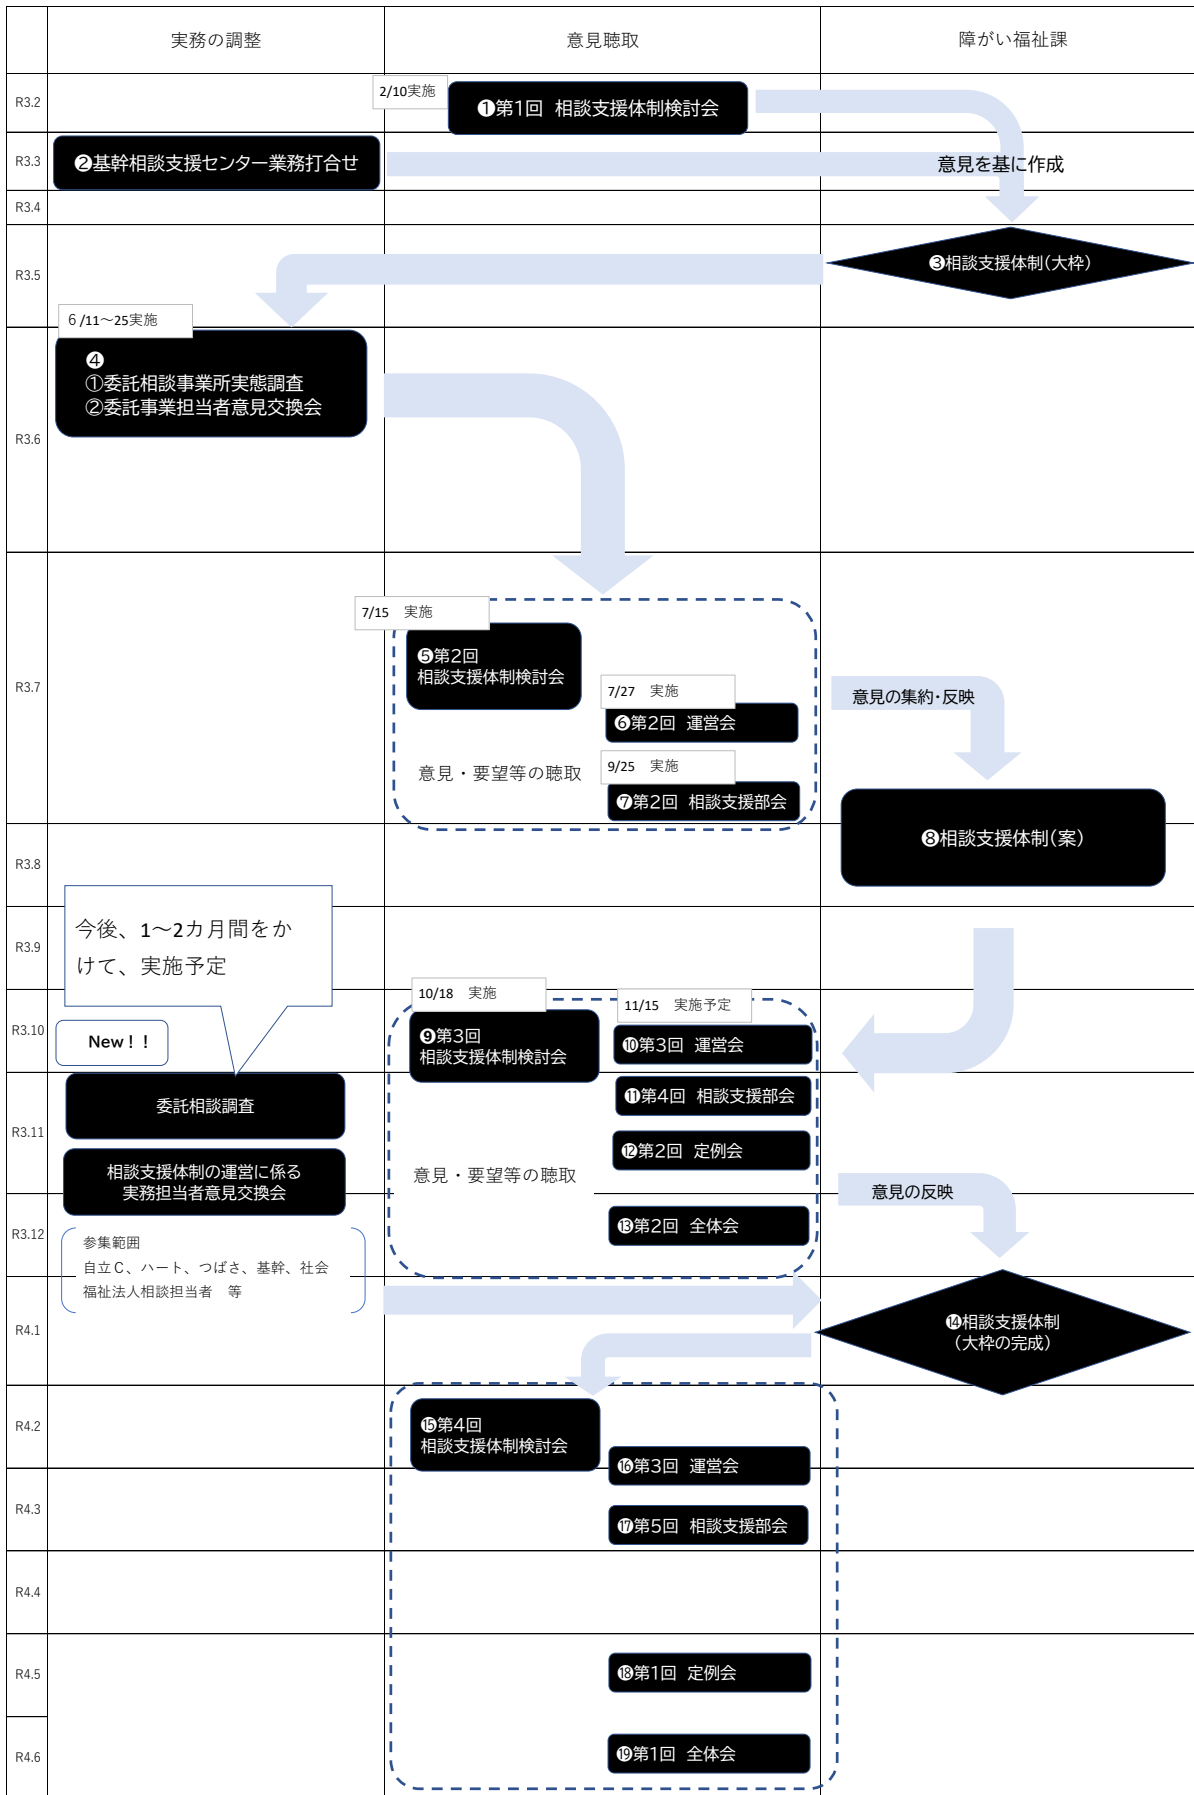 実務の調整
意見聴取
障がい福祉課
R3.2
2/10実施
❶第1回 相談支援体制検討会
R3.3
❷基幹相談支援センター業務打合せ
意見を基に作成
R3.4
R3.5
❸相談支援体制(大枠)
6/11～25実施
❹
①委託相談事業所実態調査
②委託事業担当者意見交換会
R3.6
7/15 実施
❺第2回
相談支援体制検討会
R3.7
7/27 実施
❻第2回 運営会
意見の集約・反映
意見・要望等の聴取
9/25 実施
❼第2回 相談支援部会
❽相談支援体制(案)
R3.8
今後、1～2カ月間をか
けて、実施予定
R3.9
10/18 実施
11/15 実施予定
R3.10
New！！
❾第3回
相談支援体制検討会
❿第3回 運営会
委託相談調査
⓫第4回 相談支援部会
R3.11
⓬第2回 定例会
相談支援体制の運営に係る
実務担当者意見交換会
意見・要望等の聴取
意見の反映
R3.12
⓭第2回 全体会
参集範囲
自立Ｃ、ハート、つばさ、基幹、社会
福祉法人相談担当者 等
R4.1
⓮相談支援体制
(大枠の完成)
R4.2
⓯第4回
相談支援体制検討会
⓰第3回 運営会
R4.3
⓱第5回 相談支援部会
R4.4
R4.5
⓲第1回 定例会
R4.6
⓳第1回 全体会